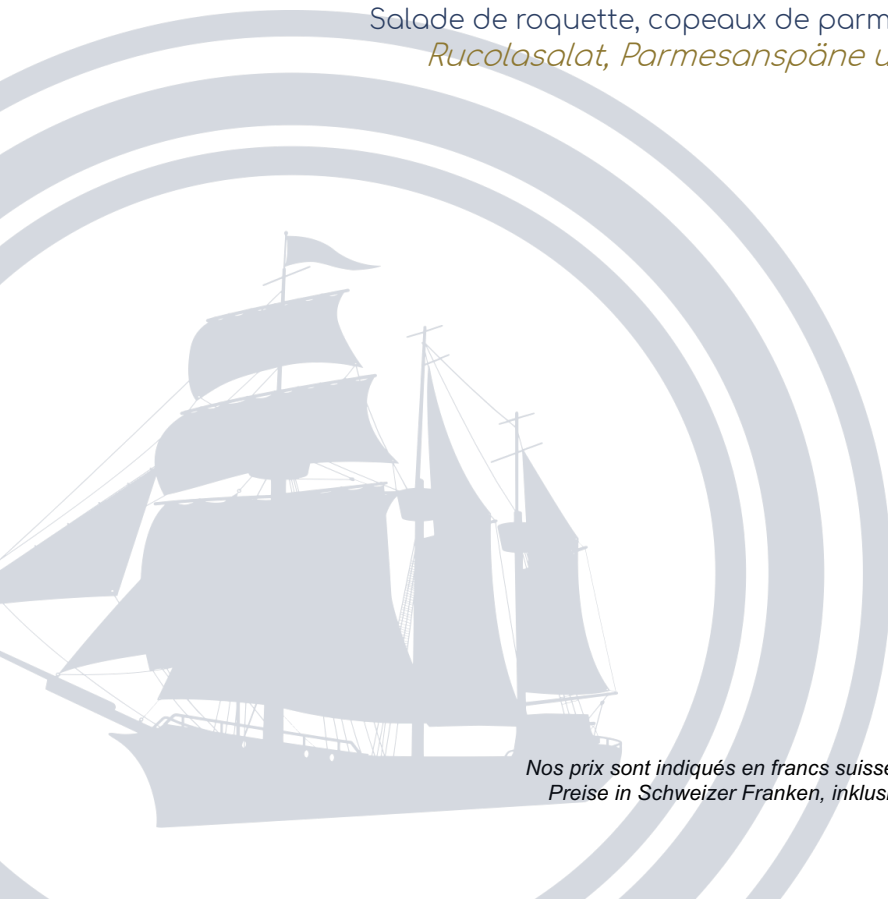 Salade de roquette, copeaux de parm
Rucolasalat, Parmesanspäne u
Nos prix sont indiqués en francs suisse
Preise in Schweizer Franken, inklusi